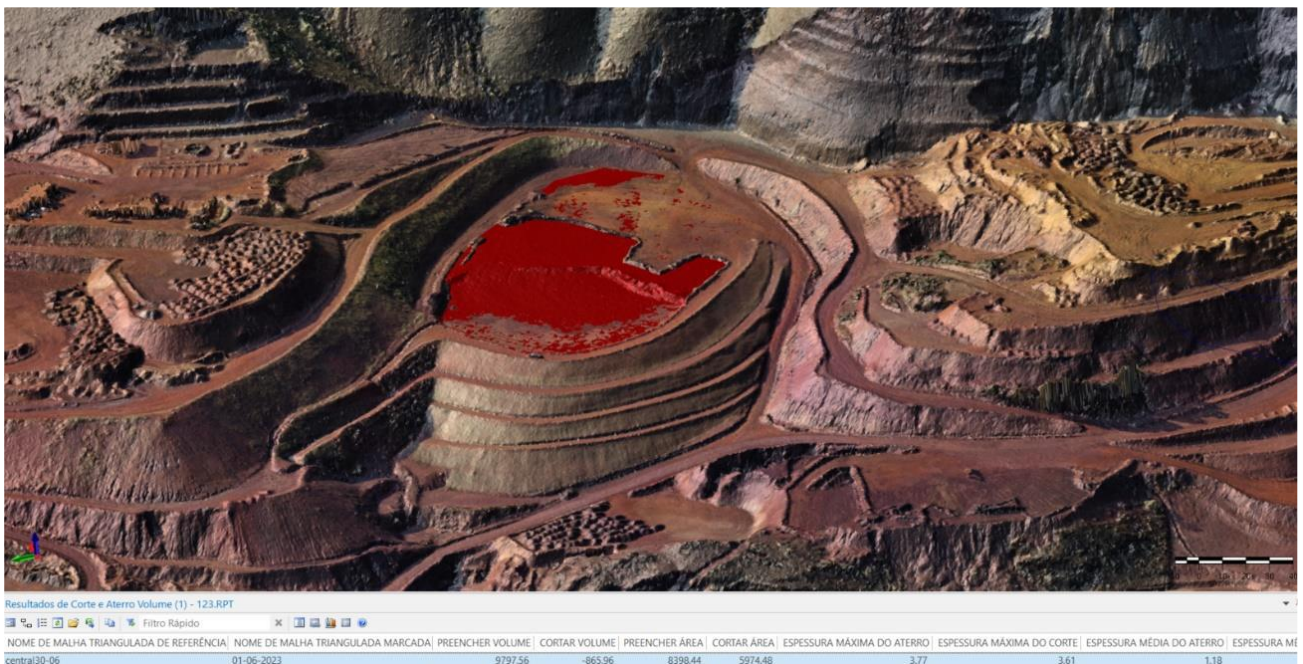 Resultados de Corte e Aterro Volume (1) - 123.RPT
Filtro Rápido
NOME DE MALHA TRIANGULADA DE REFERÊNCIA NOME DE MALHA TRIANGULADA MARCADA PREENCHER VOLUME CORTAR VOLUME PREENCHER ÁREA CORTAR ÁREA ESPESSURA MÁXIMA DO ATERRO ESPESSURA MÁXIMA DO CORTE ESPESSURA MÉDIA DO ATERRO ESPESSURA MÉ
central30-06 01-06-2023 9797.56 -865.96 8398.44 5974.48 3.77 3.61 1.18